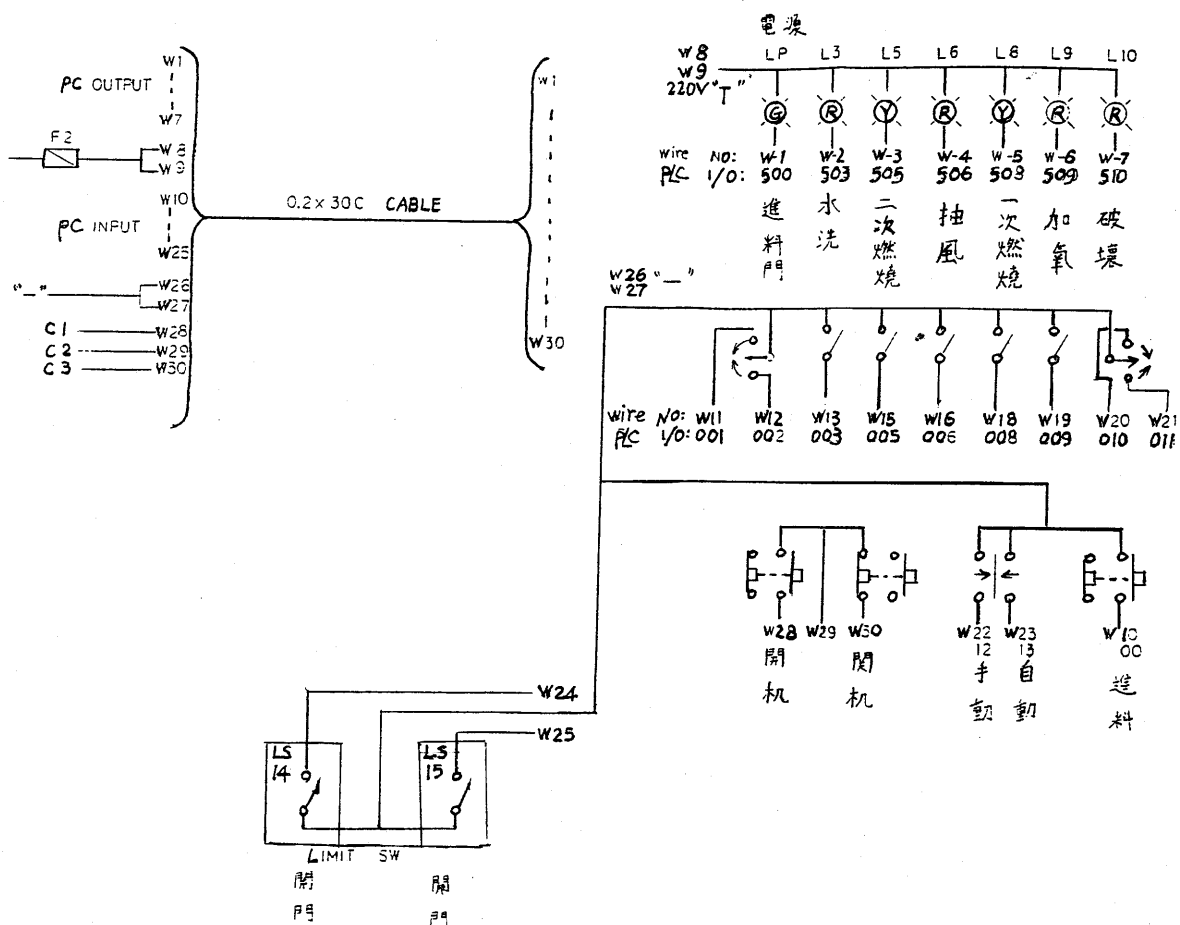 W1
PC OUTPUT
W7
F2
W8
W9
W10
PC INPUT
W25
"—"
W26
W27
C1 W28
C2 W29
C3 W30
0.2 x 30C CABLE
W1
W30
電源
W8
W9
220V "T"
LP L3 L5 L6 L8 L9 L10
G R Y R Y R R
wire NO: W-1 W-2 W-3 W-4 W-5 W-6 W-7
PLC I/O: 500 503 505 506 508 509 510
進料門
水洗
二次燃燒
抽風
一次燃燒
加氧
破壞
W26 "—"
W27
wire NO: W11 W12 W13 W15 W16 W18 W19 W20 W21
PLC I/O: 001 002 003 005 006 008 009 010 011
W28 W29 W30
開机
関机
W22 W23
12 13
手動
自動
W10
00
進料
W24
W25
LS
14
LS
15
LIMIT SW
開門